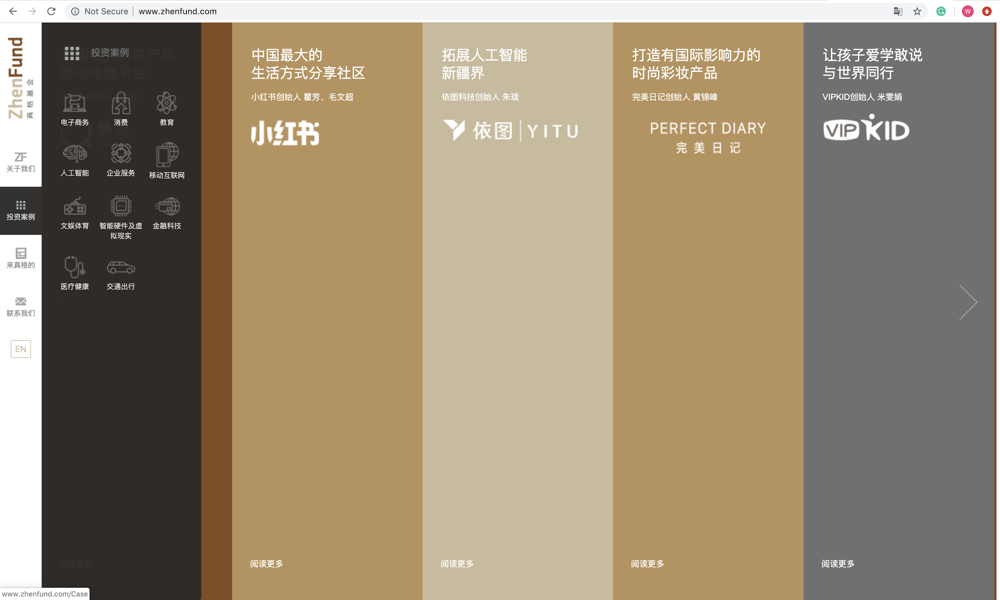 Not Secure
www.zhenfund.com
W
ZhenFund
真格基金
ZF
关于我们
投资案例
来真格的
联系我们
EN
投资案例
移动电商平台
电子商务
消费
教育
人工智能
企业服务
移动互联网
文娱体育
智能硬件及虚
拟现实
金融科技
医疗健康
交通出行
阅读更多
中国最大的
生活方式分享社区
小红书创始人 瞿芳、毛文超
小红书
阅读更多
拓展人工智能
新疆界
依图科技创始人 朱珑
依图 | YITU
阅读更多
打造有国际影响力的
时尚彩妆产品
完美日记创始人 黄锦峰
PERFECT DIARY
完美日记
阅读更多
让孩子爱学敢说
与世界同行
VIPKID创始人 米雯娟
VIPKID
阅读更多
www.zhenfund.com/Case